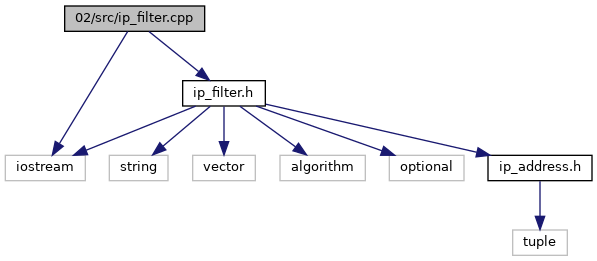 02/src/ip_filter.cpp
ip_filter.h
iostream
string
vector
algorithm
optional
ip_address.h
tuple